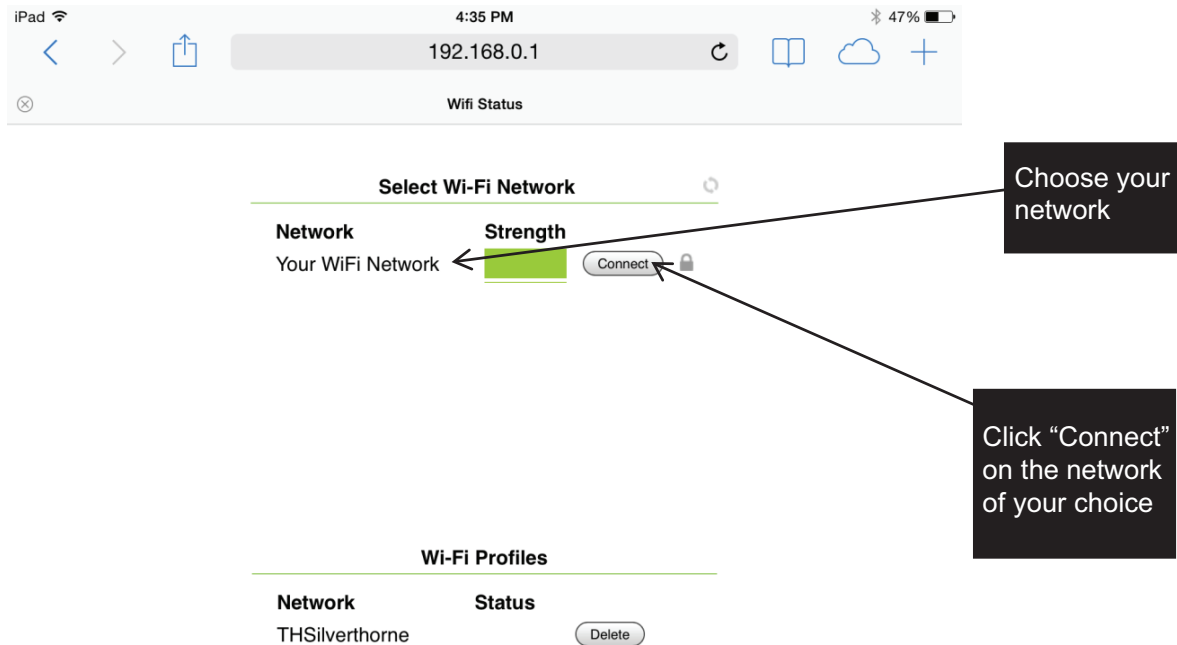 iPad 4:35 PM 47%
192.168.0.1
Wifi Status
Select Wi-Fi Network
Network Strength
Your WiFi Network Connect
Choose your
network
Click “Connect”
on the network
of your choice
Wi-Fi Profiles
Network Status
THSilverthorne Delete